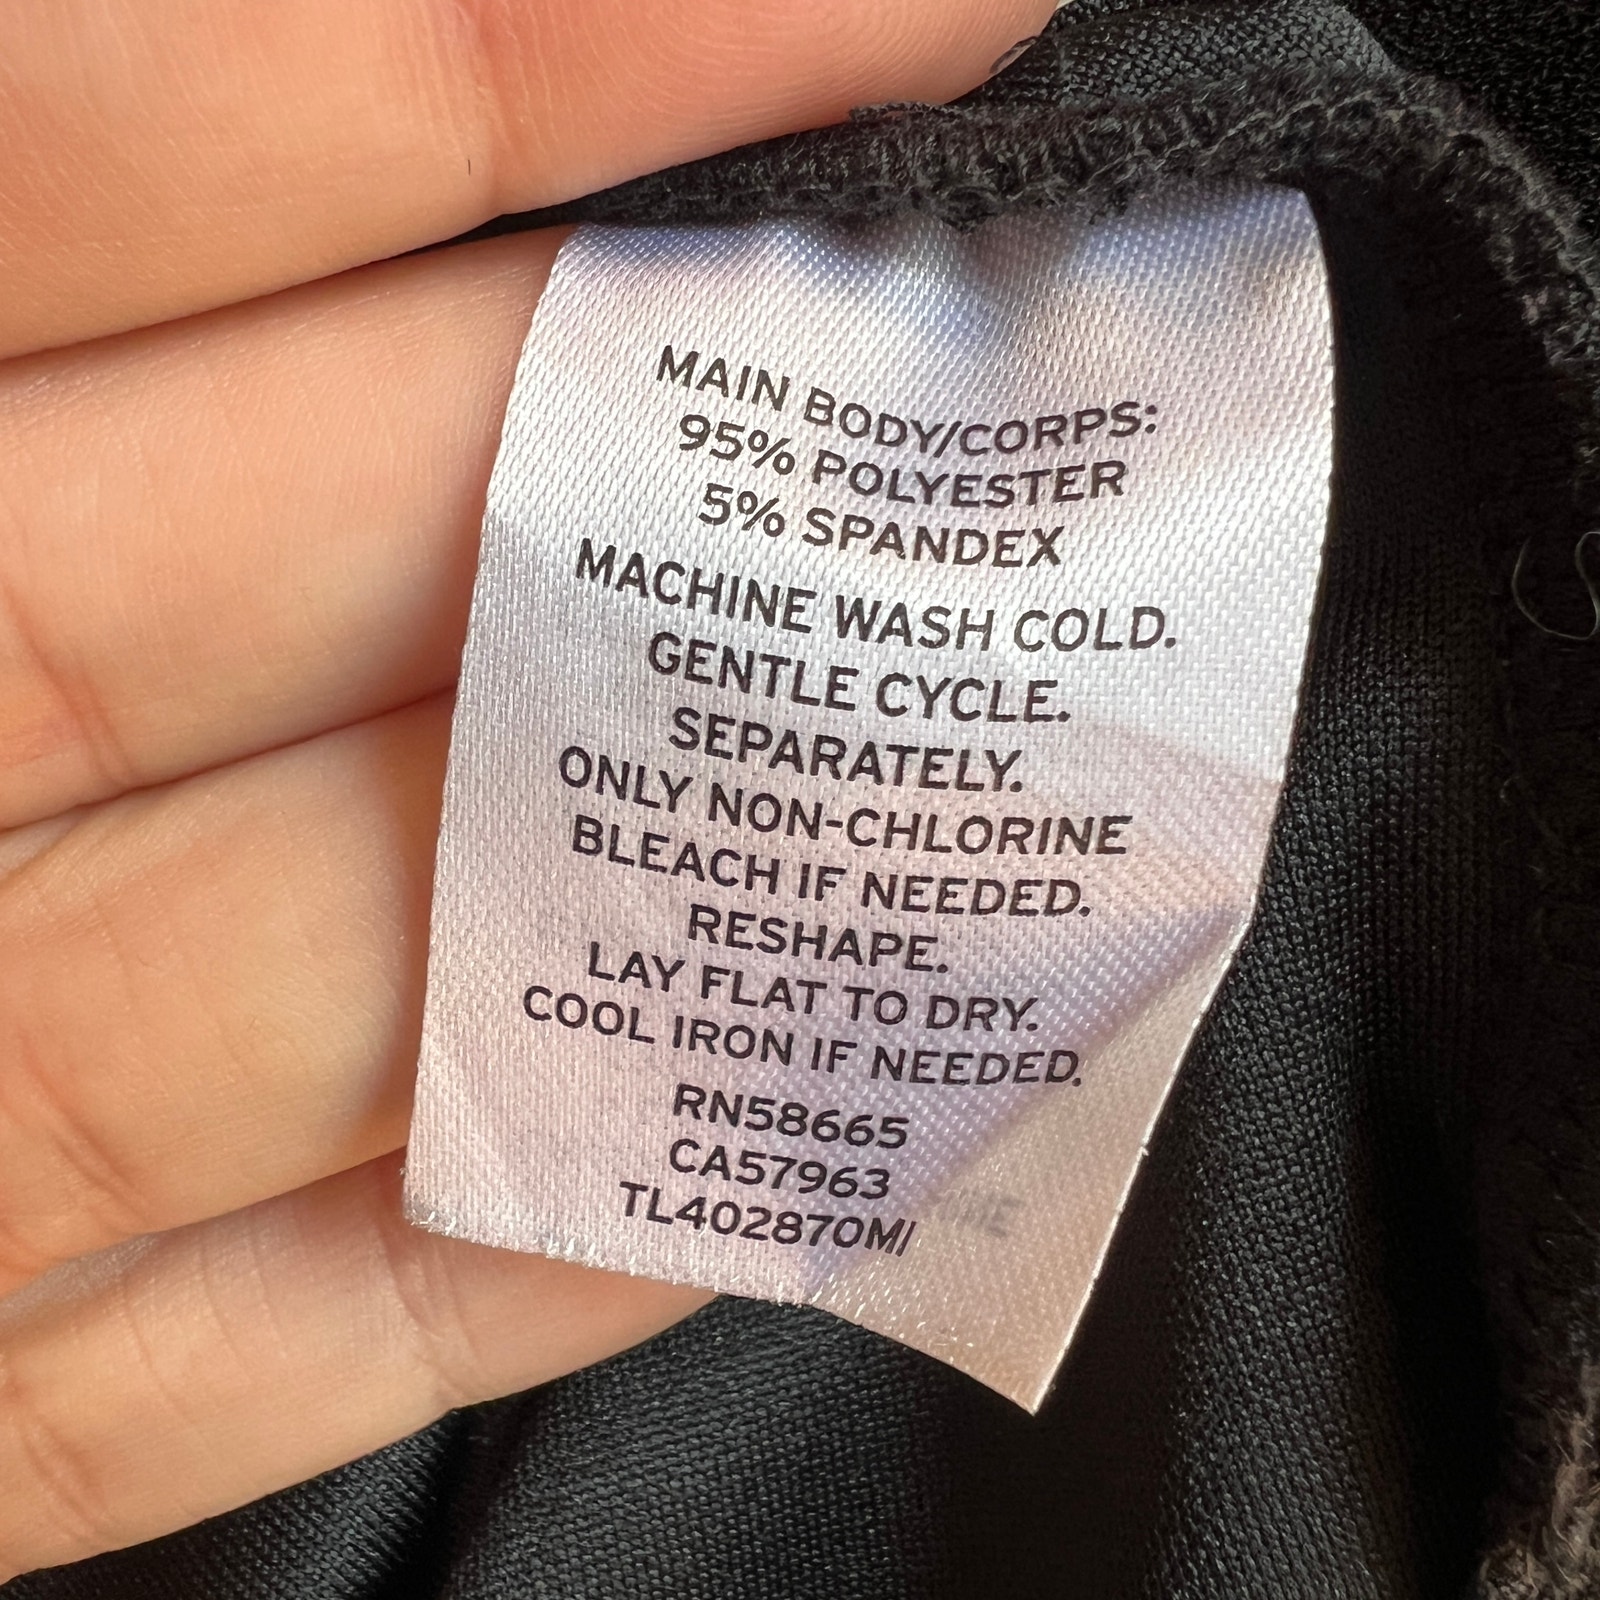 MAIN BODY/CORPS:
95% POLYESTER
5% SPANDEX
MACHINE WASH COLD.
GENTLE CYCLE.
SEPARATELY.
ONLY NON-CHLORINE
BLEACH IF NEEDED.
RESHAPE.
LAY FLAT TO DRY.
COOL IRON IF NEEDED.
RN58665
CA57963